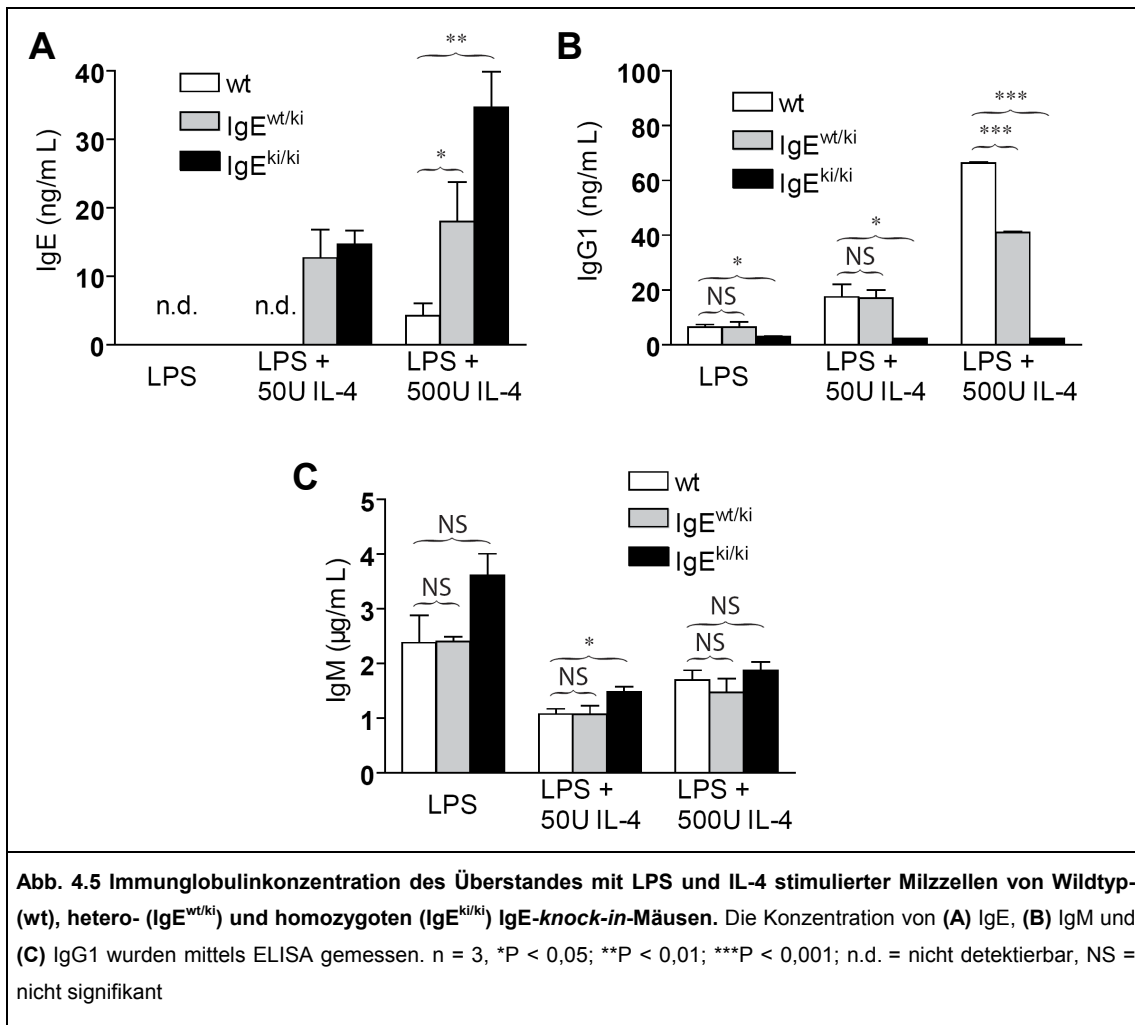 A
IgE (ng/mL)
40
30
20
10
0
wt
IgE^wt/ki
IgE^ki/ki
**
*
n.d.
n.d.
LPS
LPS +
50U IL-4
LPS +
500U IL-4
B
IgG1 (ng/mL)
100
80
60
40
20
0
wt
IgE^wt/ki
IgE^ki/ki
*
NS
*
NS
***
***
LPS
LPS +
50U IL-4
LPS +
500U IL-4
C
IgM (µg/mL)
5
4
3
2
1
0
wt
IgE^wt/ki
IgE^ki/ki
NS
NS
*
NS
NS
NS
LPS
LPS +
50U IL-4
LPS +
500U IL-4
Abb. 4.5 Immunglobulinkonzentration des Überstandes mit LPS und IL-4 stimulierter Milzzellen von Wildtyp-
(wt), hetero- (IgE^wt/ki) und homozygoten (IgE^ki/ki) IgE-knock-in-Mäusen. Die Konzentration von (A) IgE, (B) IgM und
(C) IgG1 wurden mittels ELISA gemessen. n = 3, *P < 0,05; **P < 0,01; ***P < 0,001; n.d. = nicht detektierbar, NS =
nicht signifikant